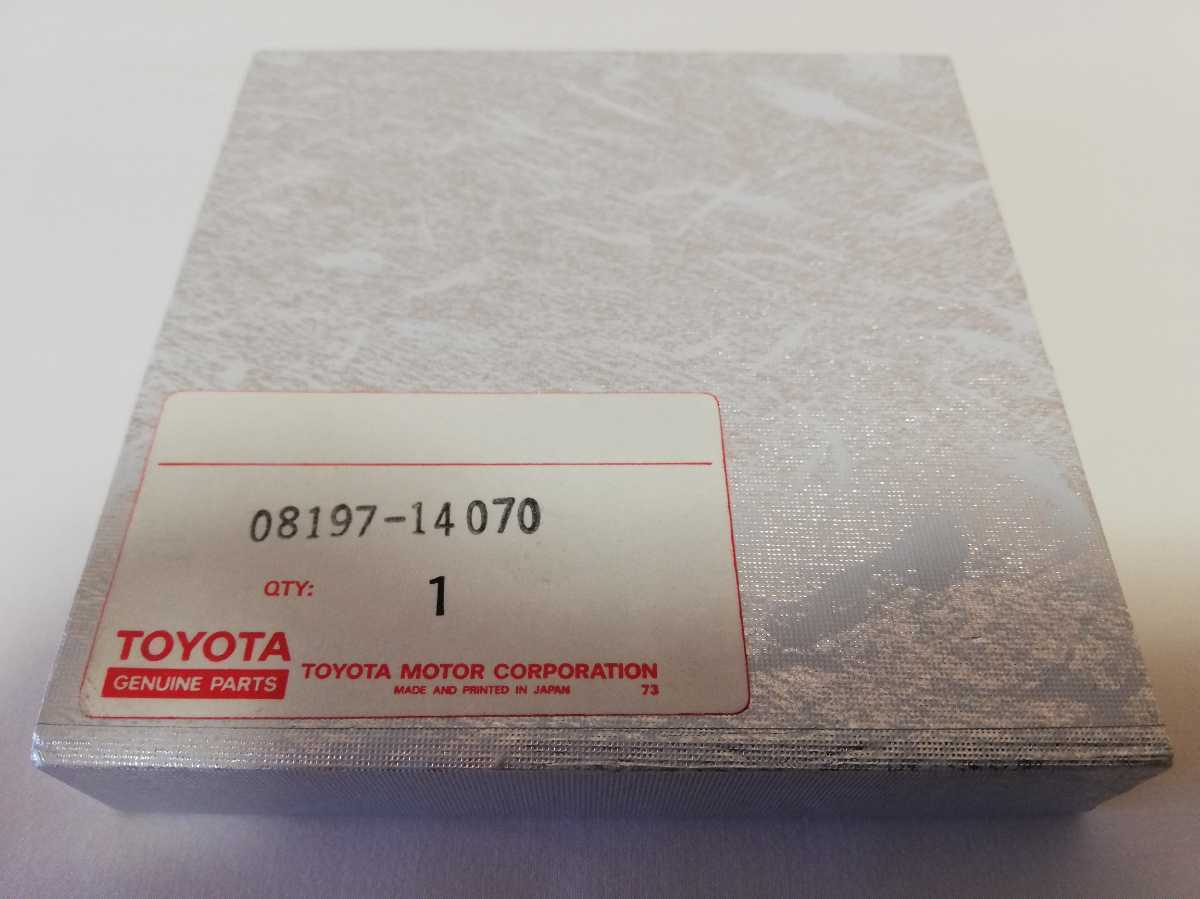 08197-14070
QTY: 1
TOYOTA
GENUINE PARTS
TOYOTA MOTOR CORPORATION
MADE AND PRINTED IN JAPAN 73